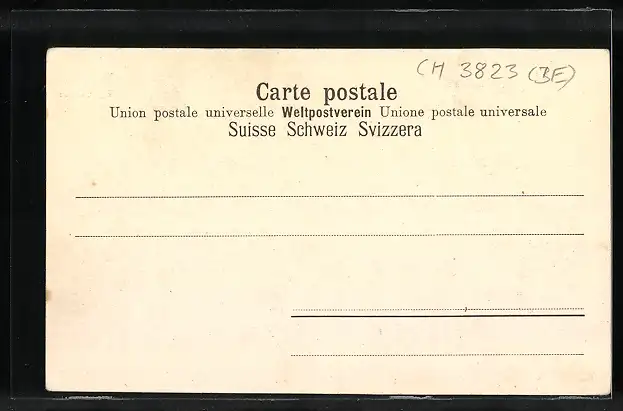 CH 3823 (BE)
Carte postale
Union postale universelle Weltpostverein Unione postale universale
Suisse Schweiz Svizzera